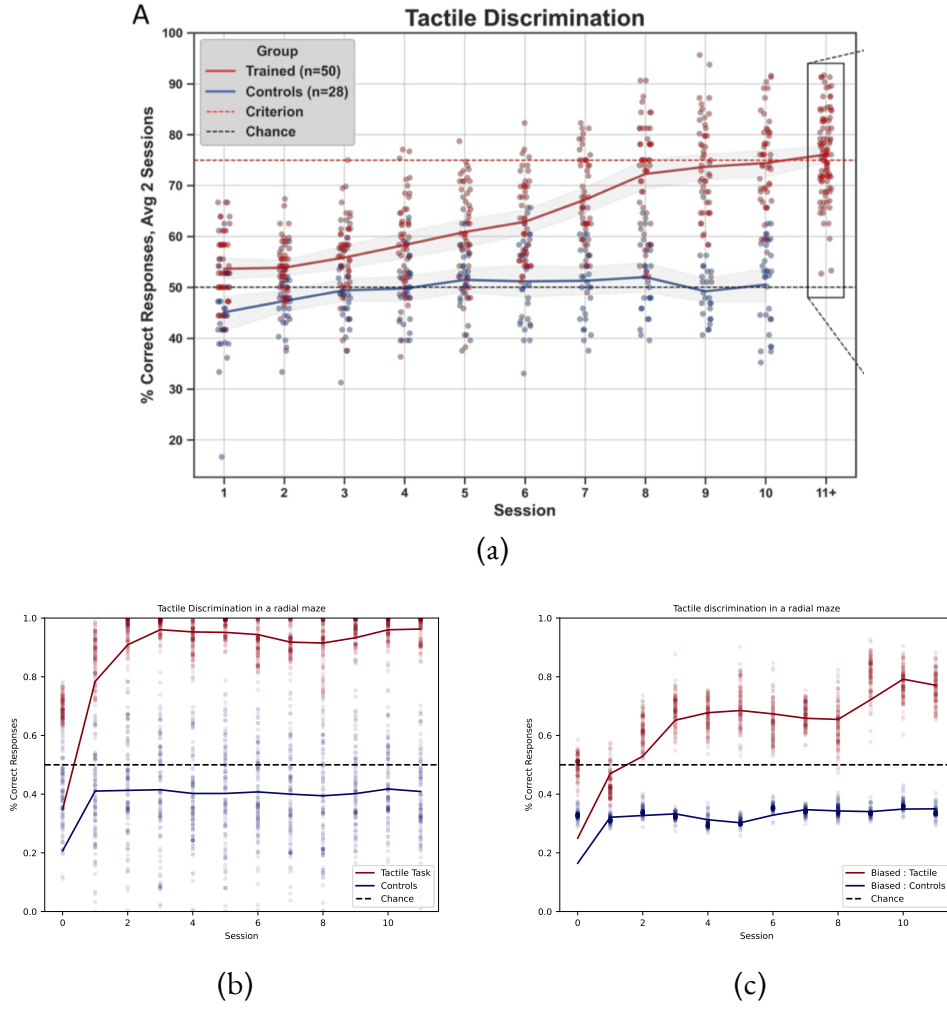 A
Tactile Discrimination
% Correct Responses, Avg 2 Sessions
100
90
80
70
60
50
40
30
20
Group
Trained (n=50)
Controls (n=28)
Criterion
Chance
1 2 3 4 5 6 7 8 9 10 11+
Session
(a)
Tactile Discrimination in a radial maze
% Correct Responses
1.0
0.8
0.6
0.4
0.2
0.0
Tactile Task
Controls
Chance
0 2 4 6 8 10
Session
(b)
Tactile discrimination in a radial maze
% Correct Responses
1.0
0.8
0.6
0.4
0.2
0.0
Biased : Tactile
Biased : Controls
Chance
0 2 4 6 8 10
Session
(c)